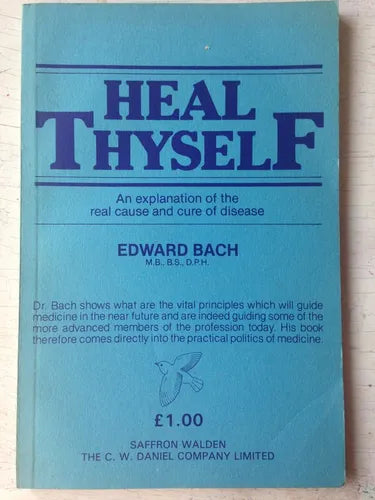 HEAL
THYSELF
An explanation of the
real cause and cure of disease
EDWARD BACH
M.B., B.S., D.P.H.
Dr. Bach shows what are the vital principles which will guide
medicine in the near future and are indeed guiding some of the
more advanced members of the profession today. His book
therefore comes directly into the practical politics of medicine.
£1.00
SAFFRON WALDEN
THE C. W. DANIEL COMPANY LIMITED